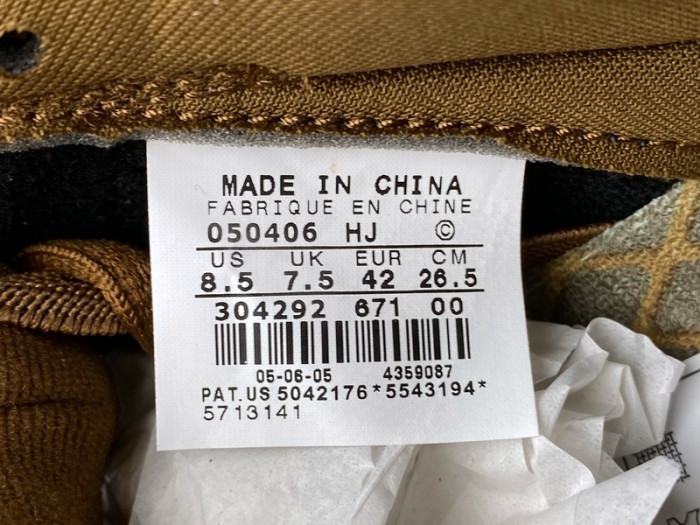 MADE IN CHINA
FABRIQUE EN CHINE
050406 HJ ©
US UK EUR CM
8.5 7.5 42 26.5
304292 671 00
05-06-05 4359087
PAT.US 5042176*5543194*
5713141